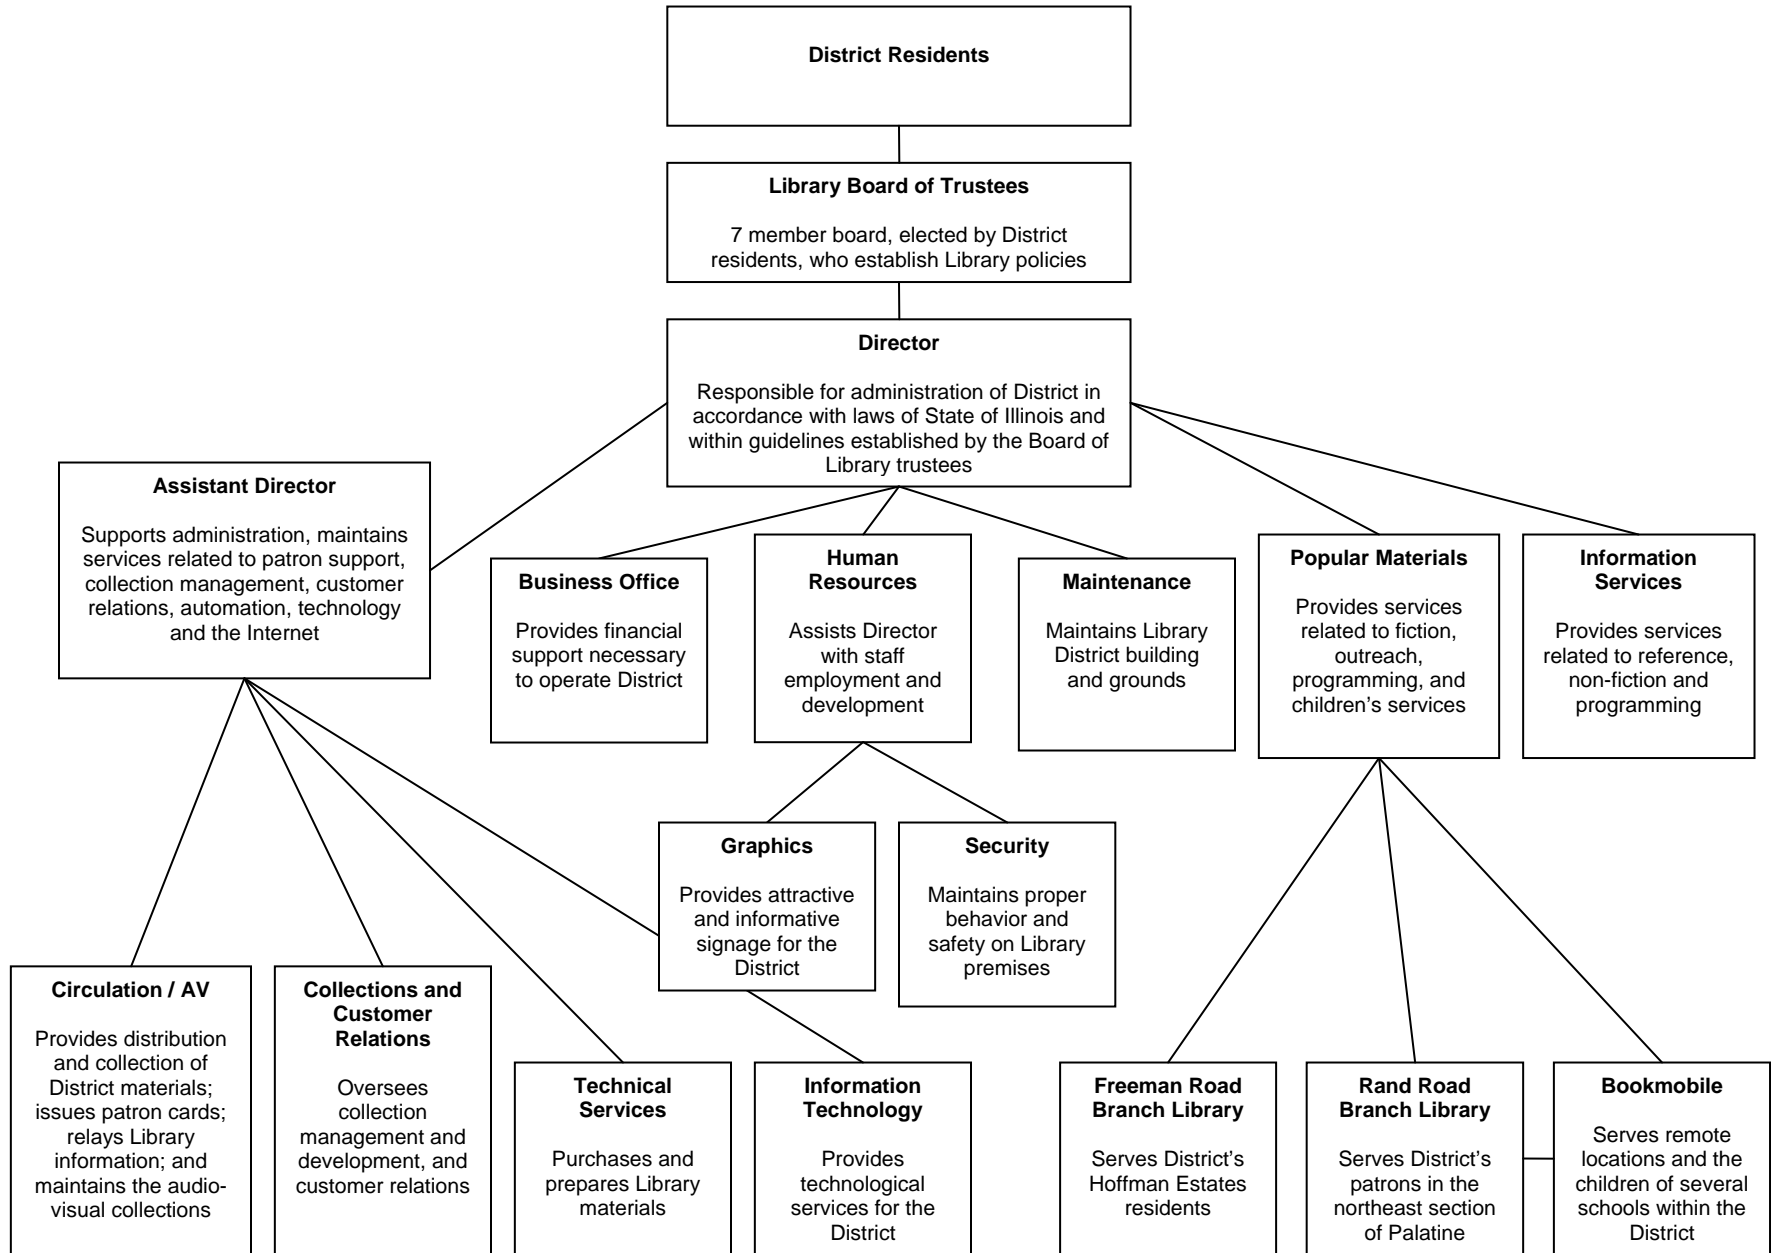 District Residents
Library Board of Trustees
7 member board, elected by District
residents, who establish Library policies
Director
Responsible for administration of District in
accordance with laws of State of Illinois and
within guidelines established by the Board of
Library trustees
Assistant Director
Supports administration, maintains
services related to patron support,
collection management, customer
relations, automation, technology
and the Internet
Business Office
Provides financial
support necessary
to operate District
Human
Resources
Assists Director
with staff
employment and
development
Maintenance
Maintains Library
District building
and grounds
Popular Materials
Provides services
related to fiction,
outreach,
programming, and
children’s services
Information
Services
Provides services
related to reference,
non-fiction and
programming
Graphics
Provides attractive
and informative
signage for the
District
Security
Maintains proper
behavior and
safety on Library
premises
Circulation / AV
Provides distribution
and collection of
District materials;
issues patron cards;
relays Library
information; and
maintains the audio-
visual collections
Collections and
Customer
Relations
Oversees
collection
management and
development, and
customer relations
Technical
Services
Purchases and
prepares Library
materials
Information
Technology
Provides
technological
services for the
District
Freeman Road
Branch Library
Serves District’s
Hoffman Estates
residents
Rand Road
Branch Library
Serves District’s
patrons in the
northeast section
of Palatine
Bookmobile
Serves remote
locations and the
children of several
schools within the
District